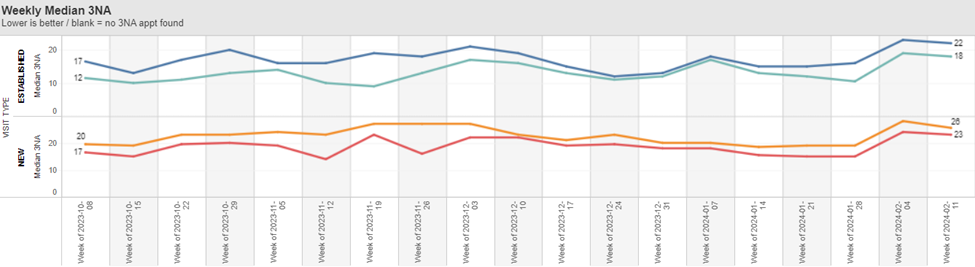 Weekly Median 3NA
Lower is better / blank = no 3NA appt found
VISIT TYPE
ESTABLISHED
Median 3NA
20
10
0
17
12
22
18
NEW
Median 3NA
20
10
0
20
17
26
23
Week of 2023-10-08
Week of 2023-10-15
Week of 2023-10-22
Week of 2023-10-29
Week of 2023-11-05
Week of 2023-11-12
Week of 2023-11-19
Week of 2023-11-26
Week of 2023-12-03
Week of 2023-12-10
Week of 2023-12-17
Week of 2023-12-24
Week of 2023-12-31
Week of 2024-01-07
Week of 2024-01-14
Week of 2024-01-21
Week of 2024-01-28
Week of 2024-02-04
Week of 2024-02-11